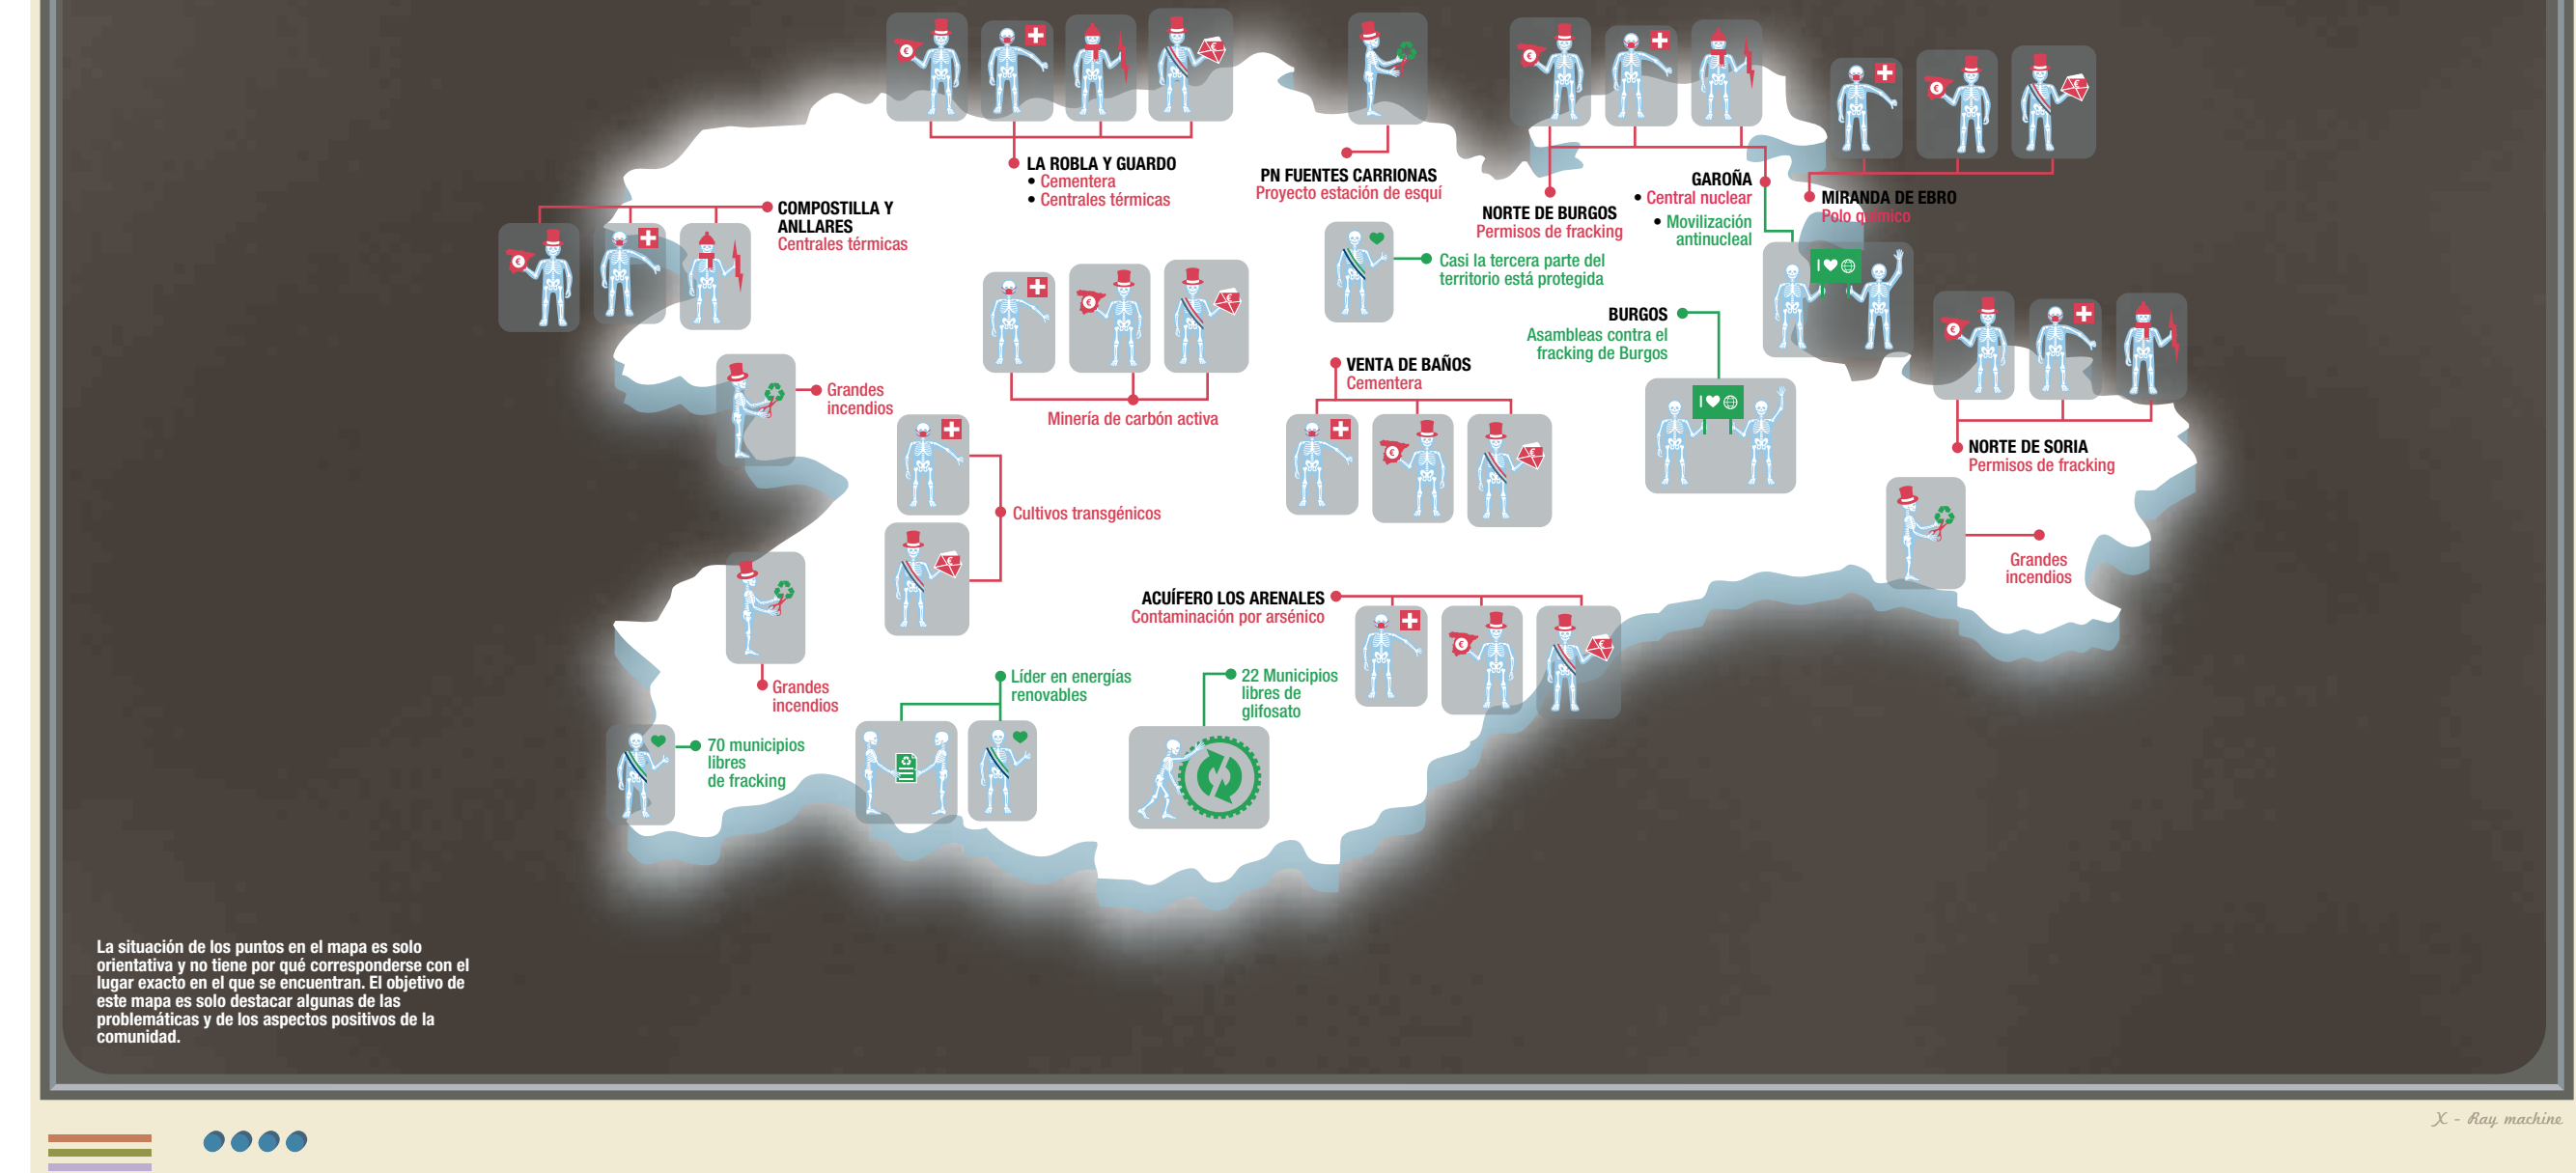 LA ROBLA Y GUARDO
• Cementera
• Centrales térmicas
PN FUENTES CARRIONAS
Proyecto estación de esquí
NORTE DE BURGOS
Permisos de fracking
GAROÑA
• Central nuclear
• Movilización
antinucleal
MIRANDA DE EBRO
Polo químico
COMPOSTILLA Y
ANLLARES
Centrales térmicas
Casi la tercera parte del
territorio está protegida
BURGOS
Asambleas contra el
fracking de Burgos
I
I
VENTA DE BAÑOS
Cementera
Grandes
incendios
Minería de carbón activa
NORTE DE SORIA
Permisos de fracking
Cultivos transgénicos
Grandes
incendios
ACUÍFERO LOS ARENALES
Contaminación por arsénico
Grandes
incendios
Líder en energías
renovables
22 Municipios
libres de
glifosato
70 municipios
libres
de fracking
La situación de los puntos en el mapa es solo
orientativa y no tiene por qué corresponderse con el
lugar exacto en el que se encuentran. El objetivo de
este mapa es solo destacar algunas de las
problemáticas y de los aspectos positivos de la
comunidad.
X - Ray machine